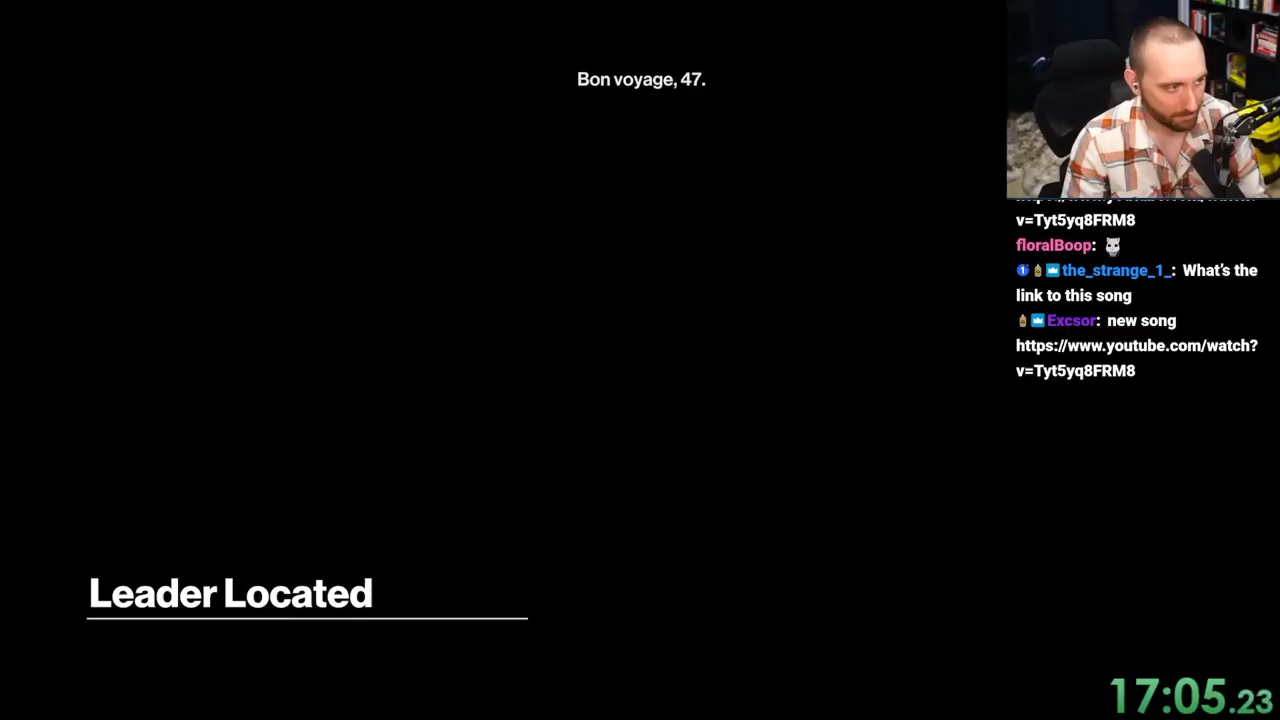 Bon voyage, 47.
v=Tyt5yq8FRM8
floralBoop:
the_strange_1_: What's the
link to this song
Excsor: new song
https://www.youtube.com/watch?
v=Tyt5yq8FRM8
Leader Located
17:05.23